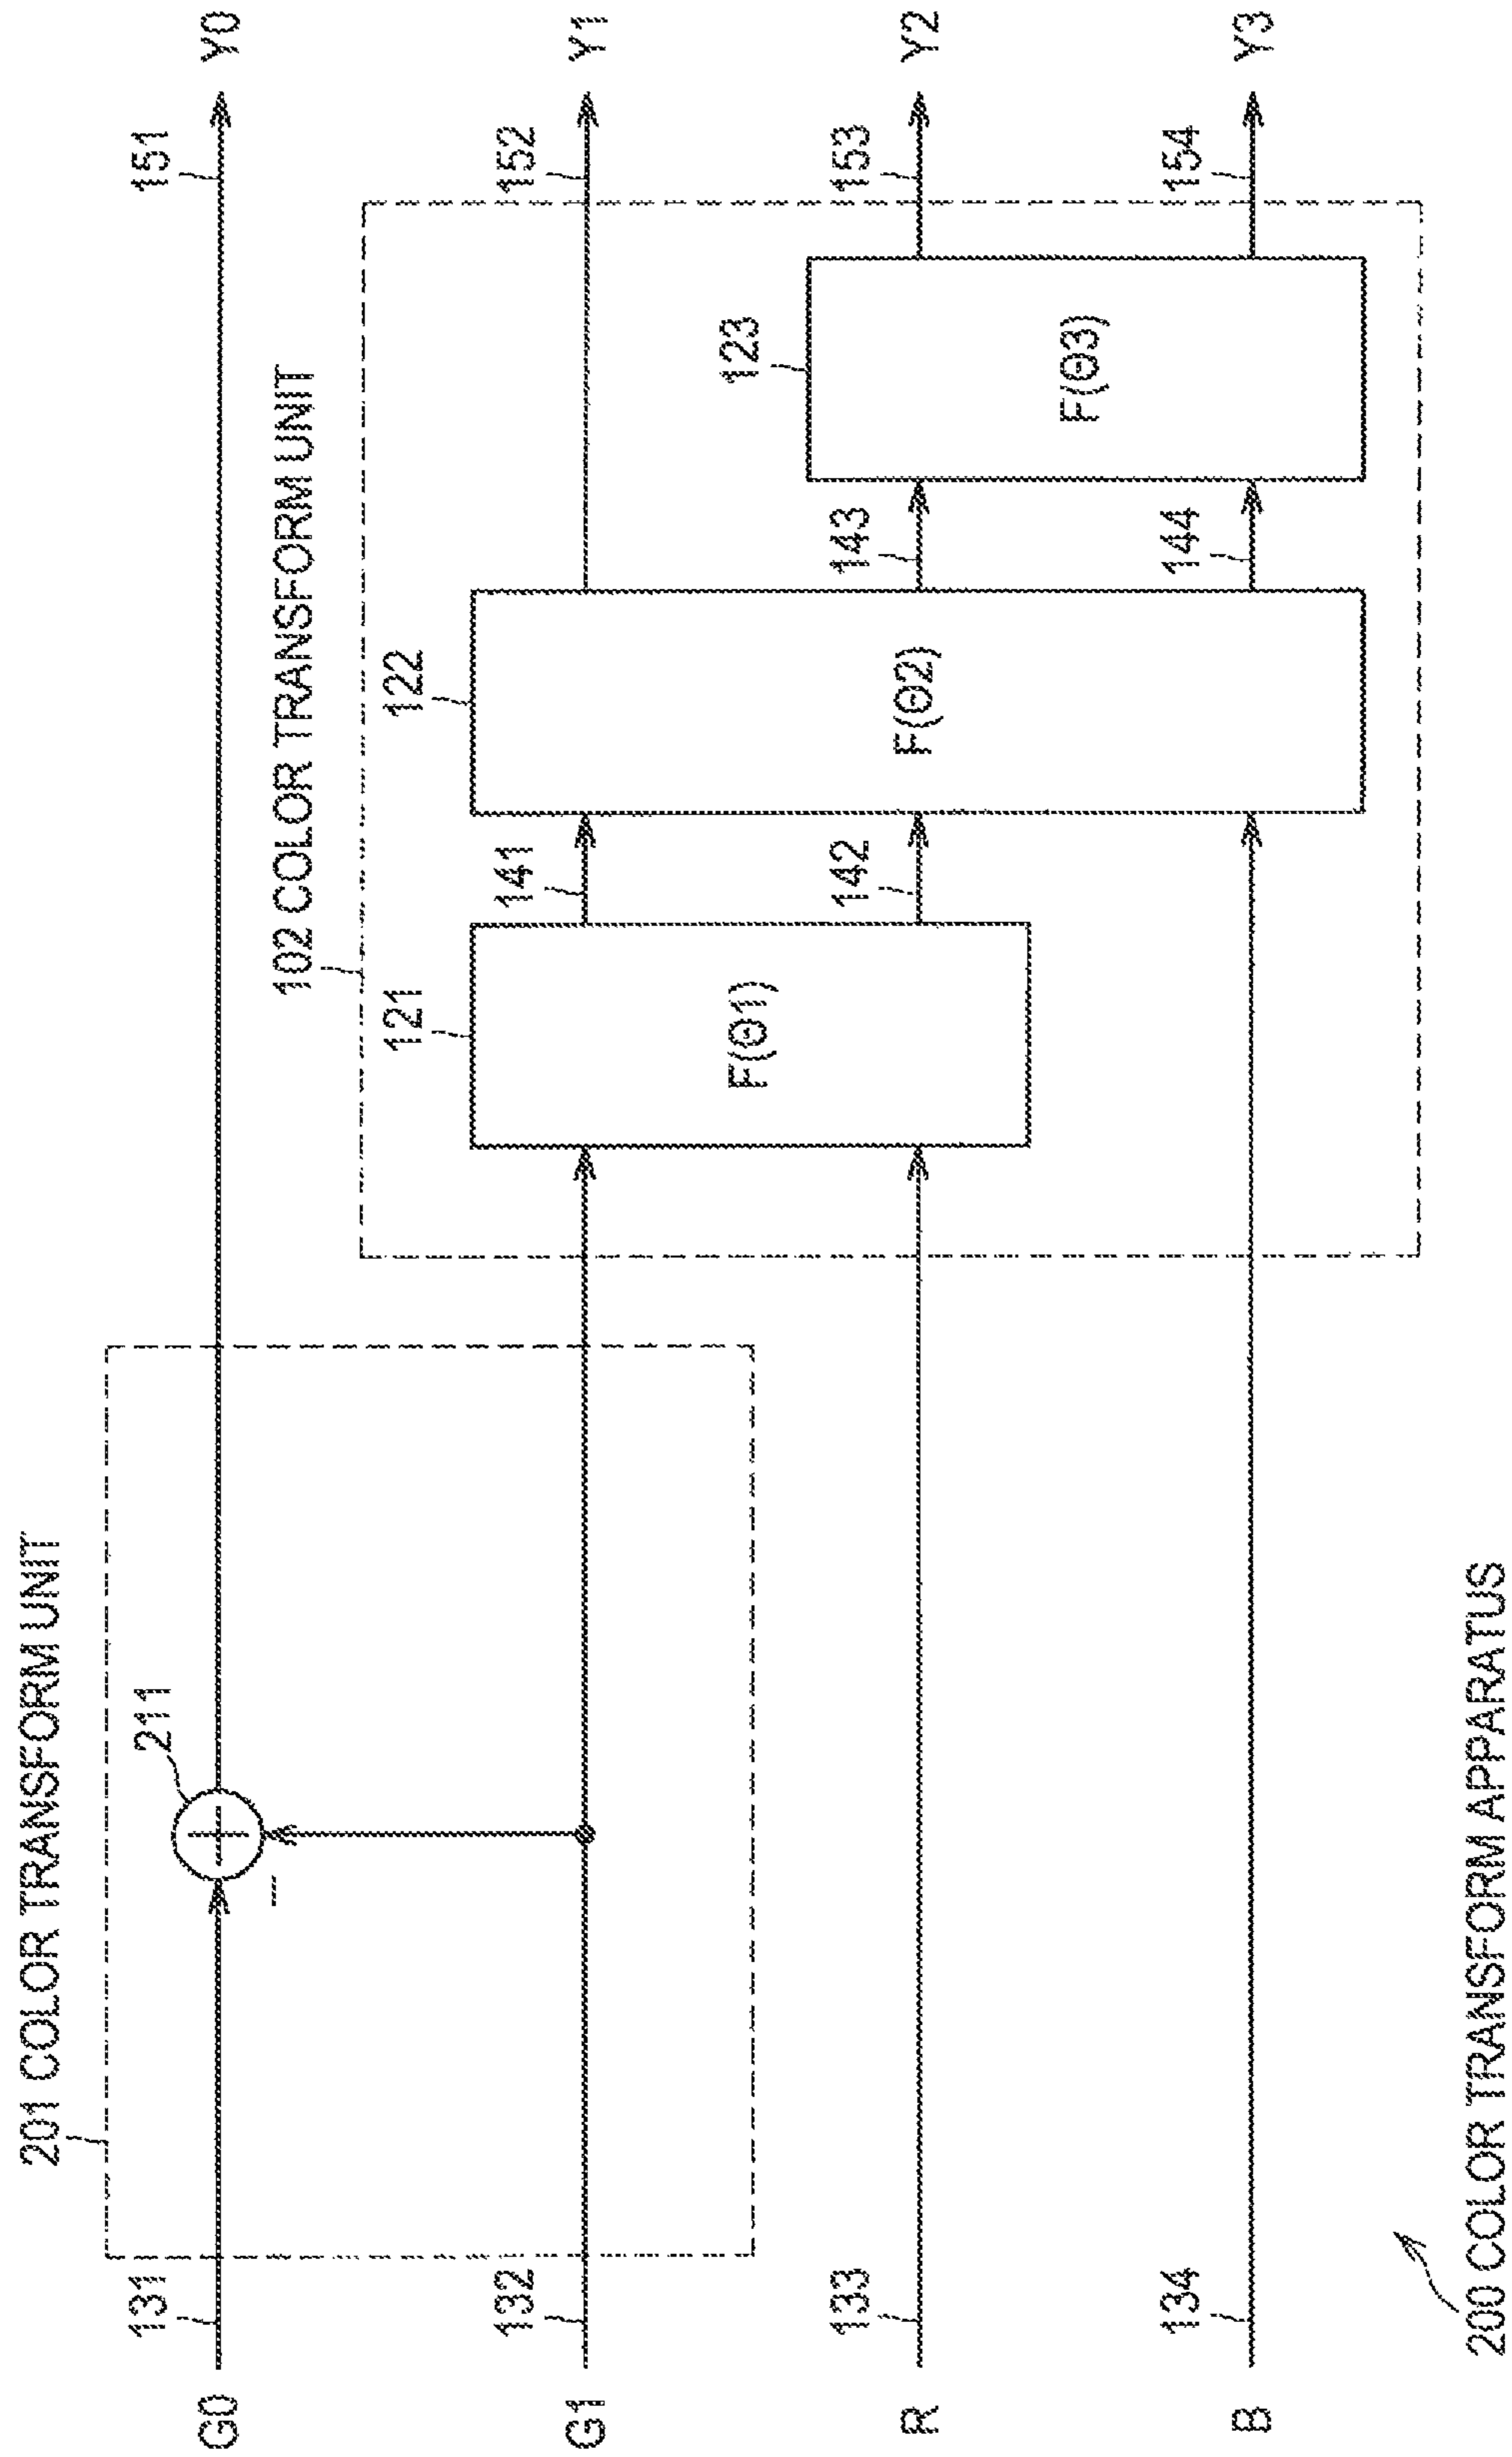 201 COLOR TRANSFORM UNIT
102 COLOR TRANSFORM UNIT
G0
131
211
151
Y0
G1
132
121
141
122
152
Y1
R
133
142
143
123
153
Y2
B
134
144
154
Y3
F(Θ1)
F(Θ2)
F(Θ3)
−
200 COLOR TRANSFORM APPARATUS